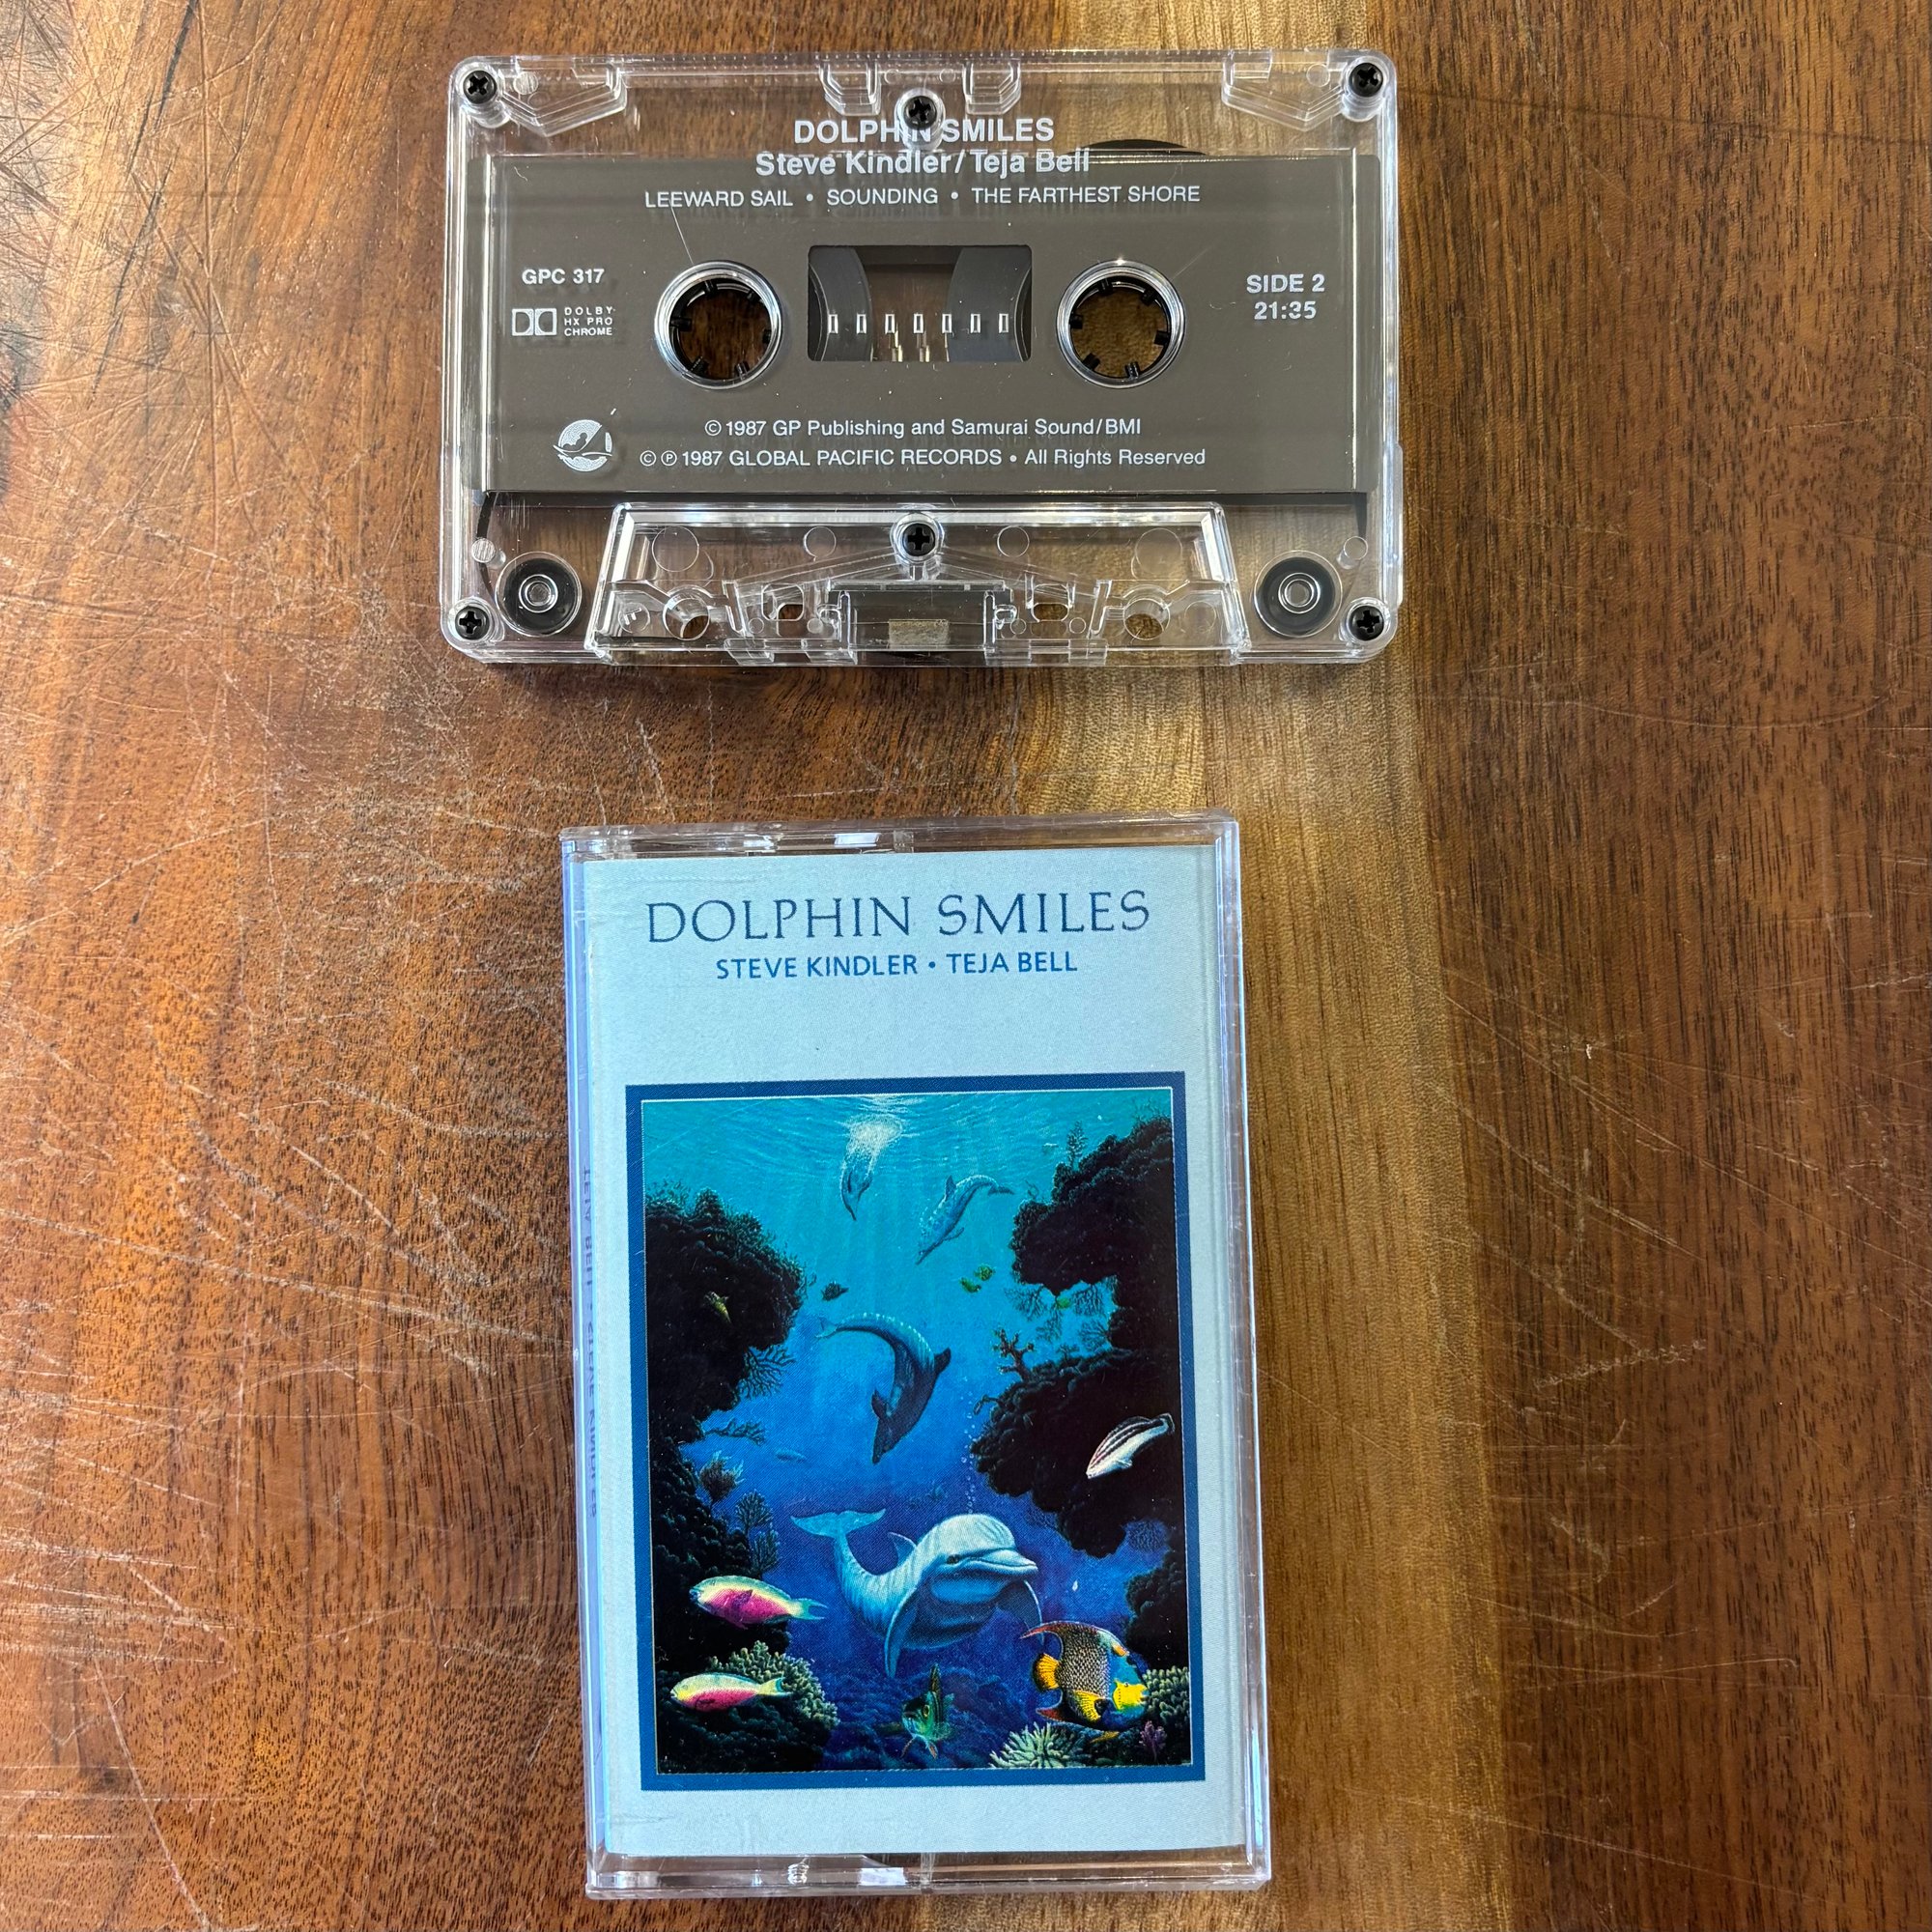 DOLPHIN SMILES
Steve Kindler/Teja Bell
LEEWARD SAIL • SOUNDING • THE FARTHEST SHORE
GPC 317
DOLBY
HX PRO
CHROME
SIDE 2
21:35
© 1987 GP Publishing and Samurai Sound/BMI
© ℗ 1987 GLOBAL PACIFIC RECORDS • All Rights Reserved
DOLPHIN SMILES
STEVE KINDLER • TEJA BELL